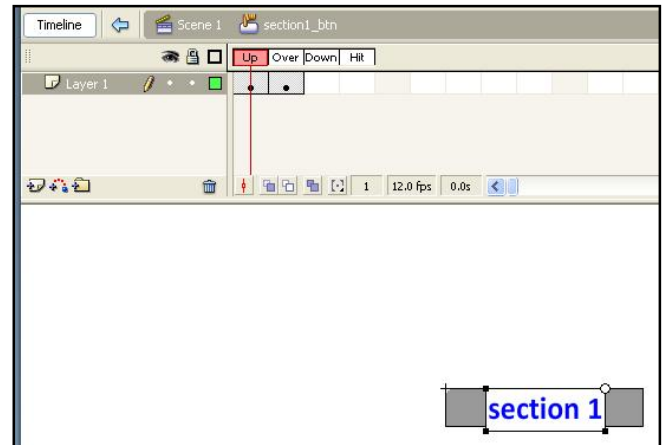 Timeline Scene 1 section1_btn
Up Over Down Hit
Layer 1
1 12.0 fps 0.0s
section 1